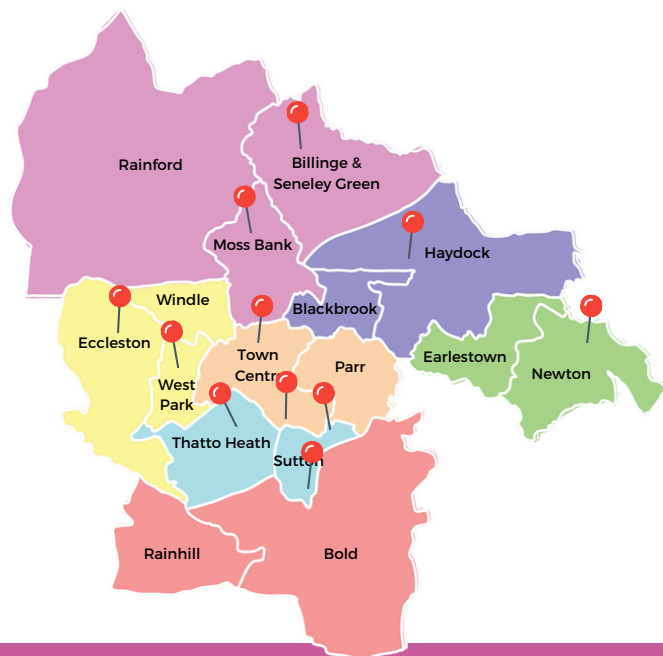 Rainford
Billinge &
Seneley Green
Moss Bank
Haydock
Windle
Blackbrook
Eccleston
Town
Centre
Parr
Earlestown
Newton
West
Park
Thatto Heath
Sutton
Rainhill
Bold